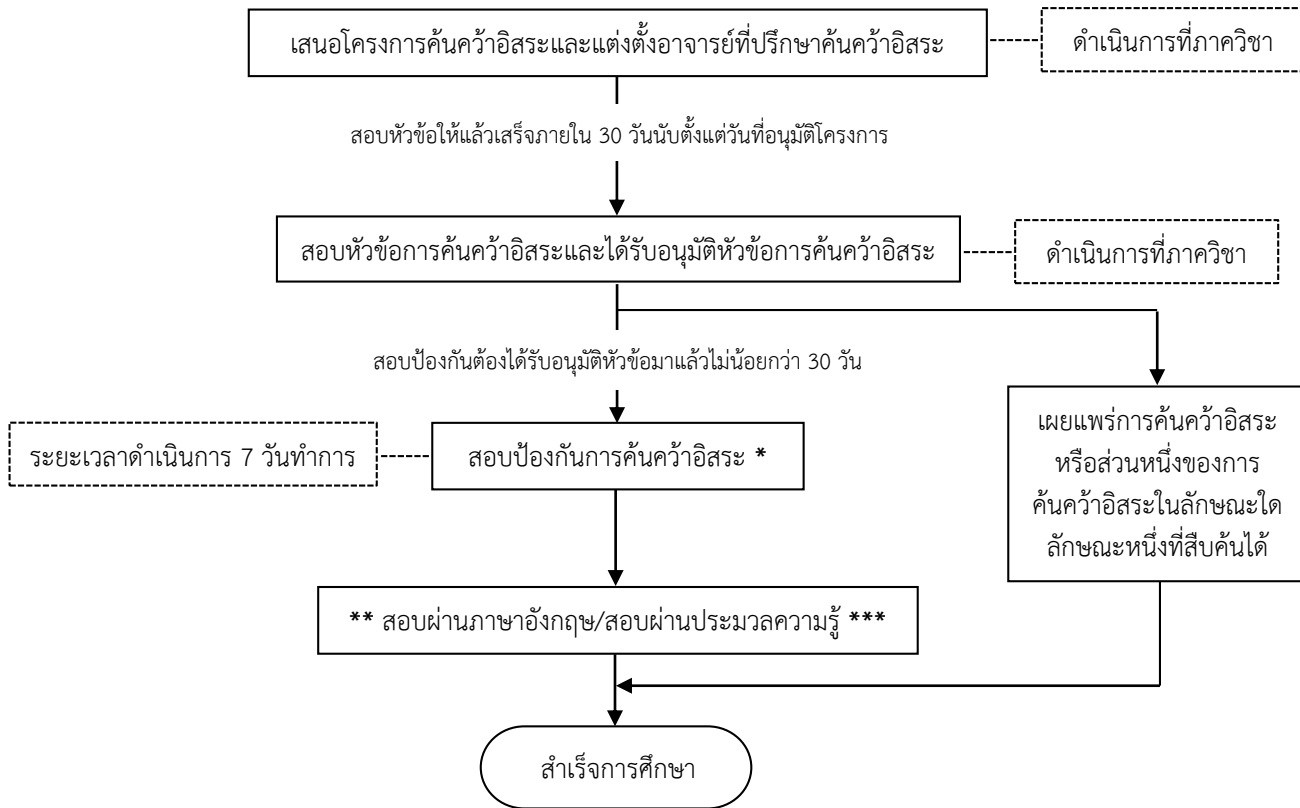 เสนอโครงการค้นคว้าอิสระและแต่งตั้งอาจารย์ที่ปรึกษาค้นคว้าอิสระ
ดำเนินการที่ภาควิชา
สอบหัวข้อให้แล้วเสร็จภายใน 30 วันนับตั้งแต่วันที่อนุมัติโครงการ
สอบหัวข้อการค้นคว้าอิสระและได้รับอนุมัติหัวข้อการค้นคว้าอิสระ
ดำเนินการที่ภาควิชา
สอบป้องกันต้องได้รับอนุมัติหัวข้อมาแล้วไม่น้อยกว่า 30 วัน
ระยะเวลาดำเนินการ 7 วันทำการ
สอบป้องกันการค้นคว้าอิสระ *
เผยแพร่การค้นคว้าอิสระ
หรือส่วนหนึ่งของการ
ค้นคว้าอิสระในลักษณะใด
ลักษณะหนึ่งที่สืบค้นได้
** สอบผ่านภาษาอังกฤษ/สอบผ่านประมวลความรู้ ***
สำเร็จการศึกษา